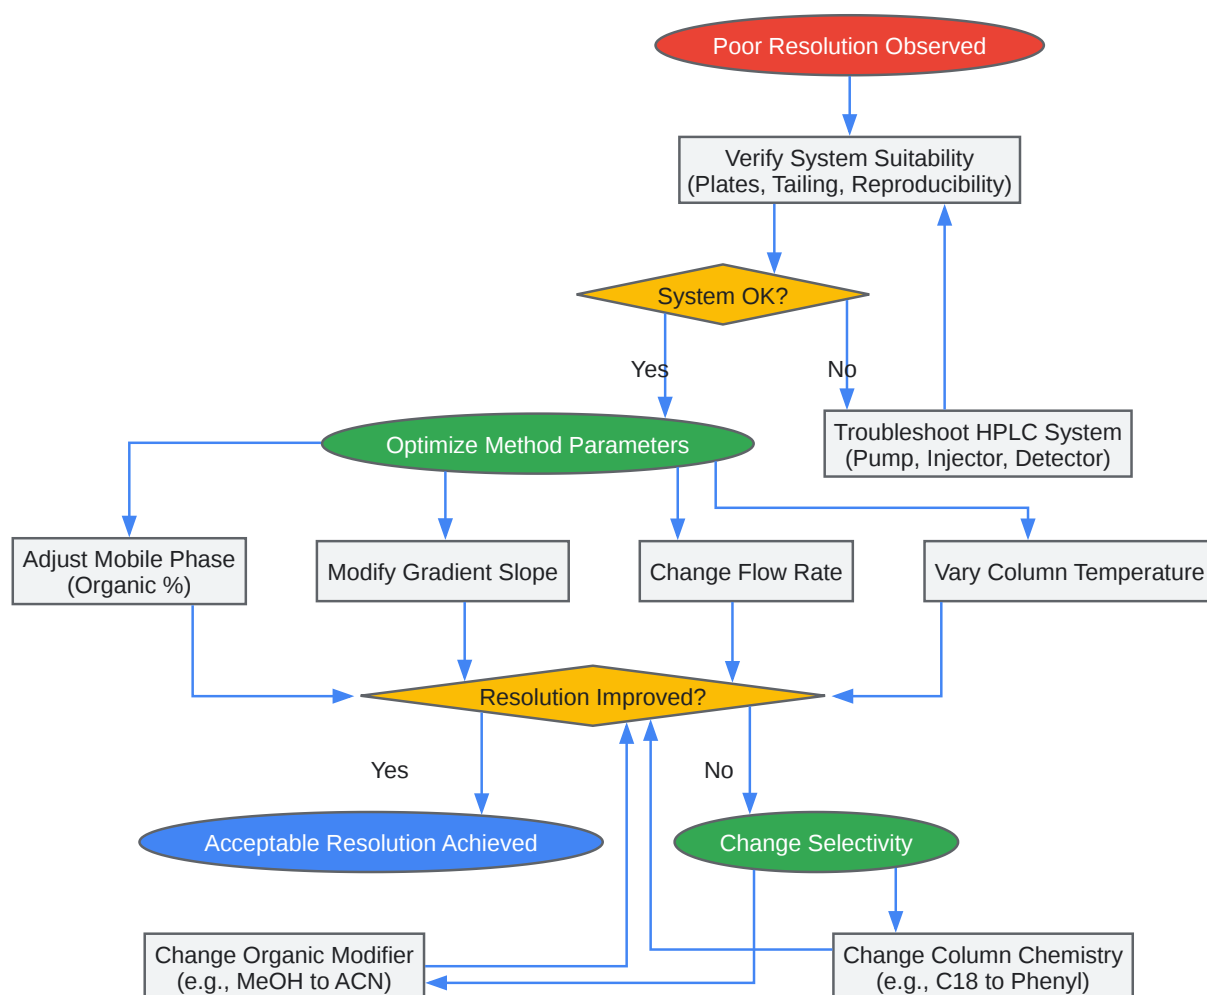 Poor Resolution Observed
Verify System Suitability
(Plates, Tailing, Reproducibility)
System OK?
Yes
No
Optimize Method Parameters
Troubleshoot HPLC System
(Pump, Injector, Detector)
Adjust Mobile Phase
(Organic %)
Modify Gradient Slope
Change Flow Rate
Vary Column Temperature
Resolution Improved?
Yes
No
Acceptable Resolution Achieved
Change Selectivity
Change Organic Modifier
(e.g., MeOH to ACN)
Change Column Chemistry
(e.g., C18 to Phenyl)